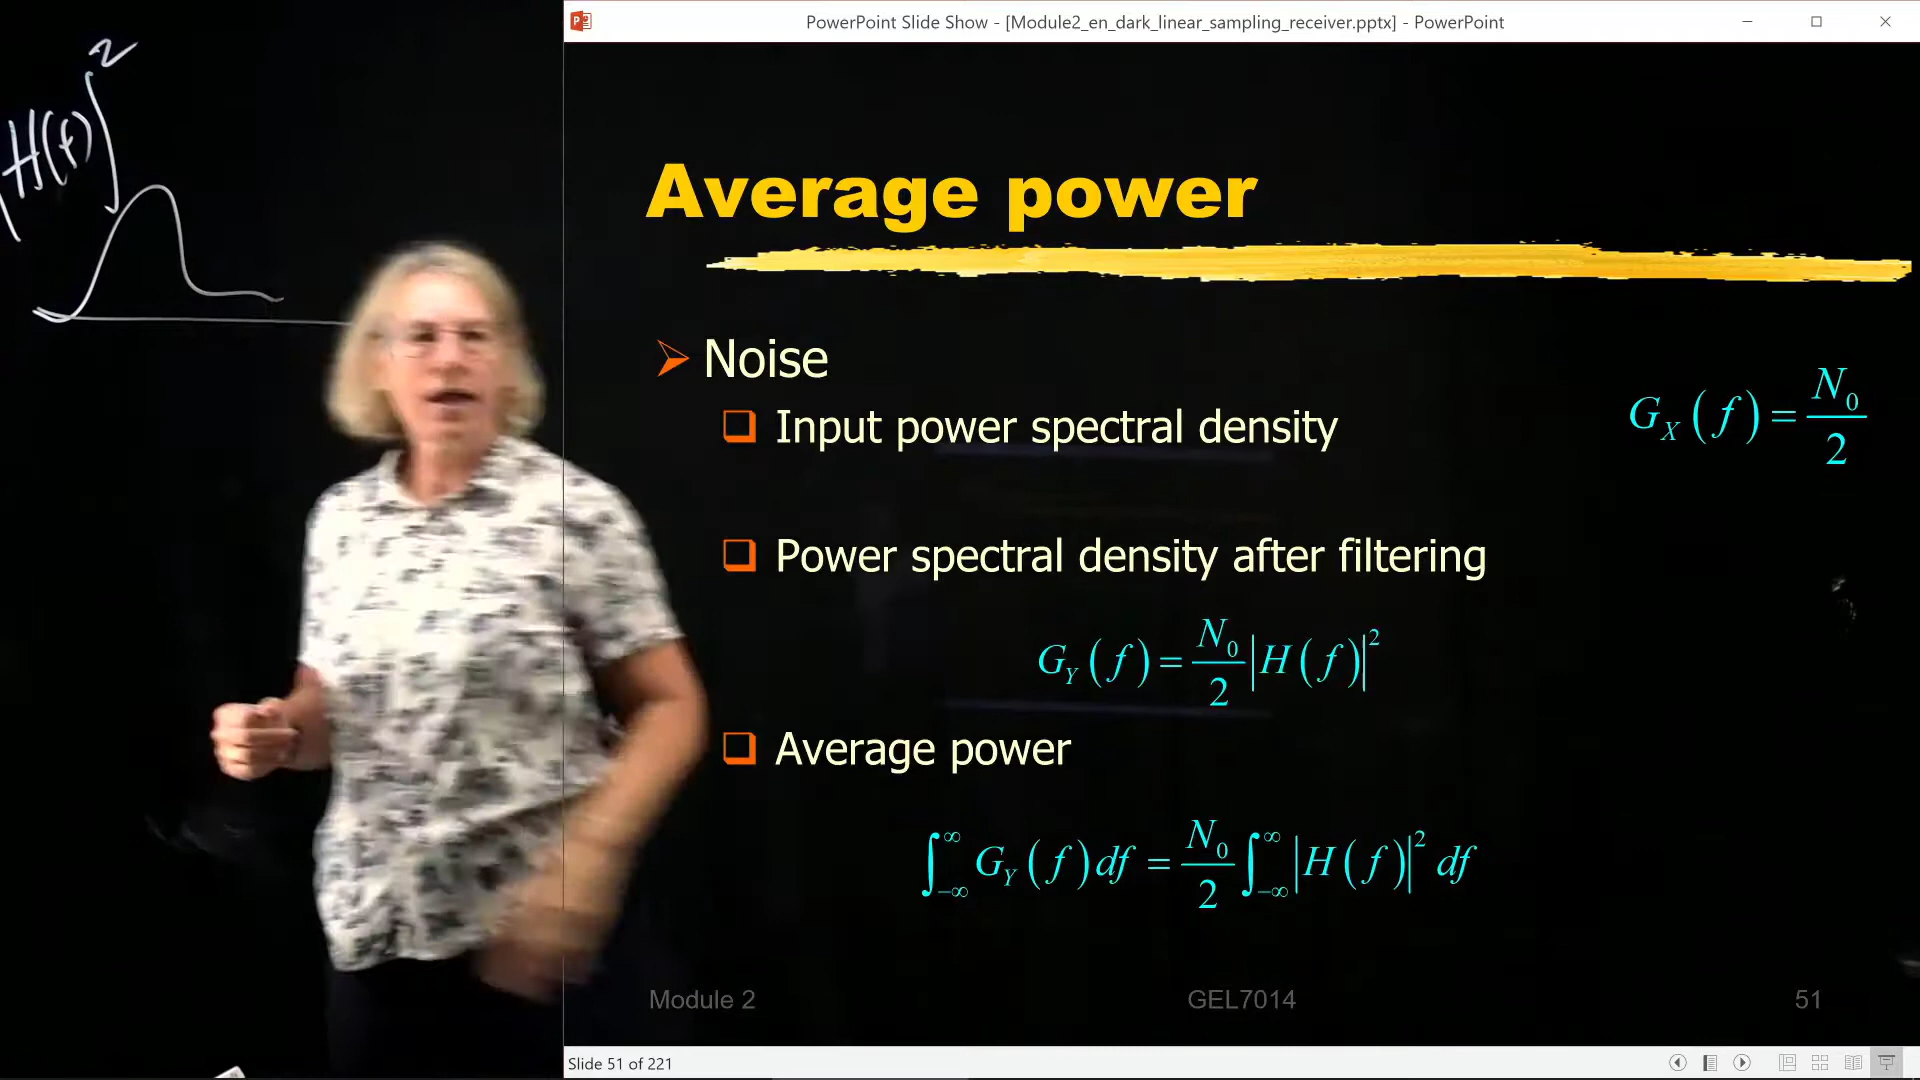 PowerPoint Slide Show - [Module2_en_dark_linear_sampling_receiver.pptx] - PowerPoint
|H(f)|²
Average power
Noise
Input power spectral density
G_X(f) = N_0/2
Power spectral density after filtering
G_Y(f) = N_0/2 |H(f)|²
Average power
∫_{-∞}^{∞} G_Y(f) df = N_0/2 ∫_{-∞}^{∞} |H(f)|² df
Module 2
GEL7014
51
Slide 51 of 221